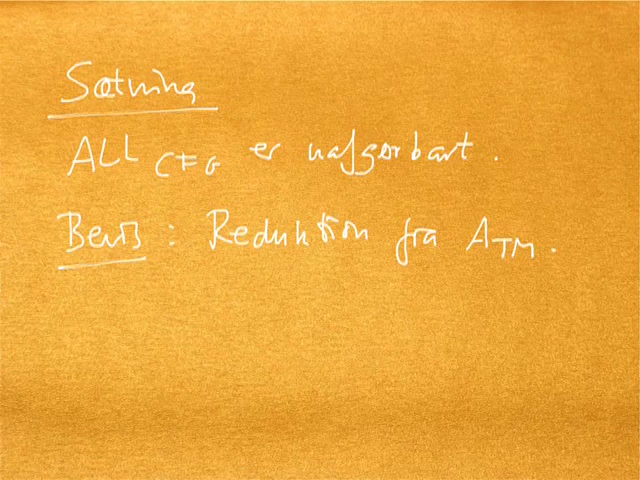 Sætning
ALL CFG er uafgørbart.
Bevis: Reduktion fra ATM.